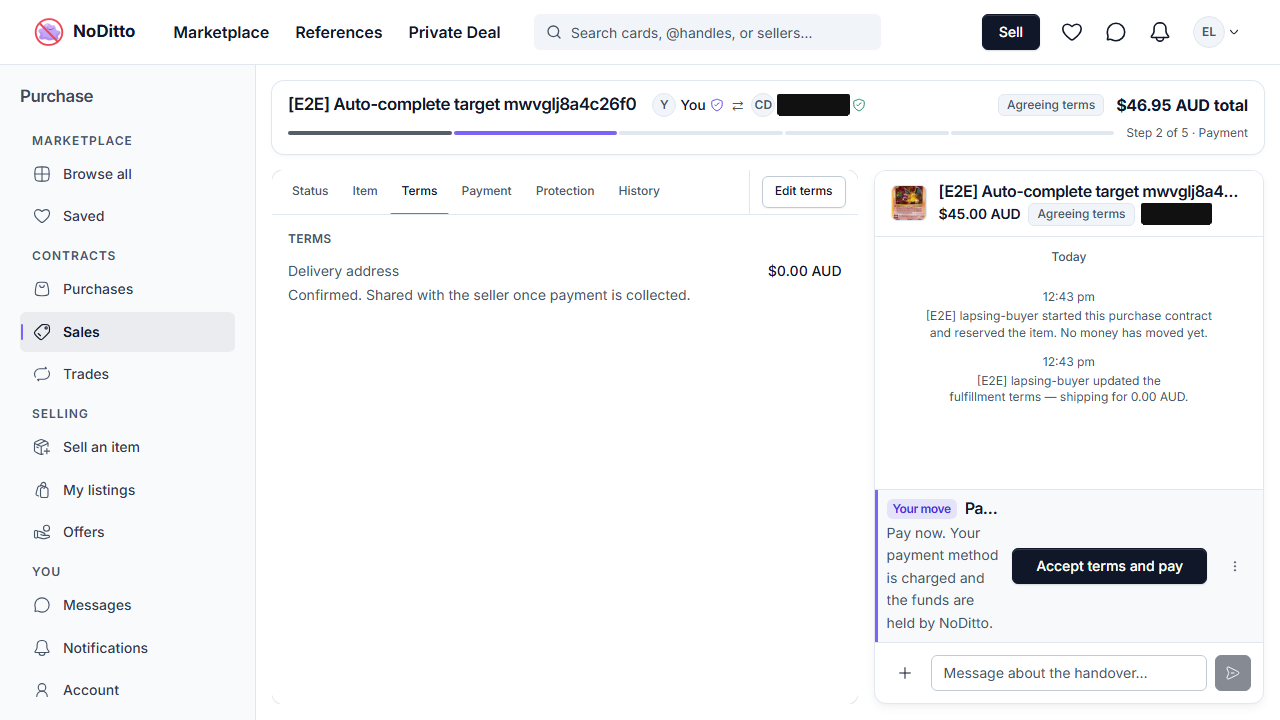 NoDitto
Marketplace
References
Private Deal
Search cards, @handles, or sellers...
Sell
EL
Purchase
MARKETPLACE
Browse all
Saved
CONTRACTS
Purchases
Sales
Trades
SELLING
Sell an item
My listings
Offers
YOU
Messages
Notifications
Account
[E2E] Auto-complete target mwvglj8a4c26f0
Y You
CD
Agreeing terms
$46.95 AUD total
Step 2 of 5 · Payment
Status
Item
Terms
Payment
Protection
History
Edit terms
TERMS
Delivery address
$0.00 AUD
Confirmed. Shared with the seller once payment is collected.
[E2E] Auto-complete target mwvglj8a4...
$45.00 AUD
Agreeing terms
Today
12:43 pm
[E2E] lapsing-buyer started this purchase contract
and reserved the item. No money has moved yet.
12:43 pm
[E2E] lapsing-buyer updated the
fulfillment terms — shipping for 0.00 AUD.
Your move
Pa...
Pay now. Your
payment method
is charged and
the funds are
held by NoDitto.
Accept terms and pay
Message about the handover...